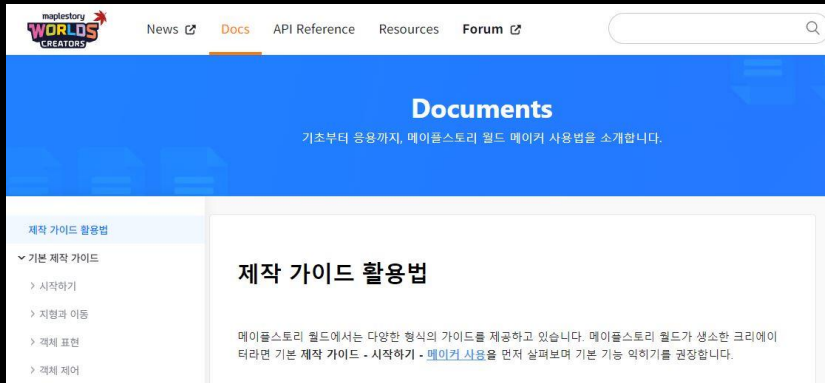 maplestory
WORLDS
CREATORS
News
Docs
API Reference
Resources
Forum
Documents
기초부터 응용까지, 메이플스토리 월드 메이커 사용법을 소개합니다.
제작 가이드 활용법
기본 제작 가이드
시작하기
지형과 이동
객체 표현
객체 제어
제작 가이드 활용법
메이플스토리 월드에서는 다양한 형식의 가이드를 제공하고 있습니다. 메이플스토리 월드가 생소한 크리에이
터라면 기본 제작 가이드 - 시작하기 - 메이커 사용을 먼저 살펴보며 기본 기능 익히기를 권장합니다.